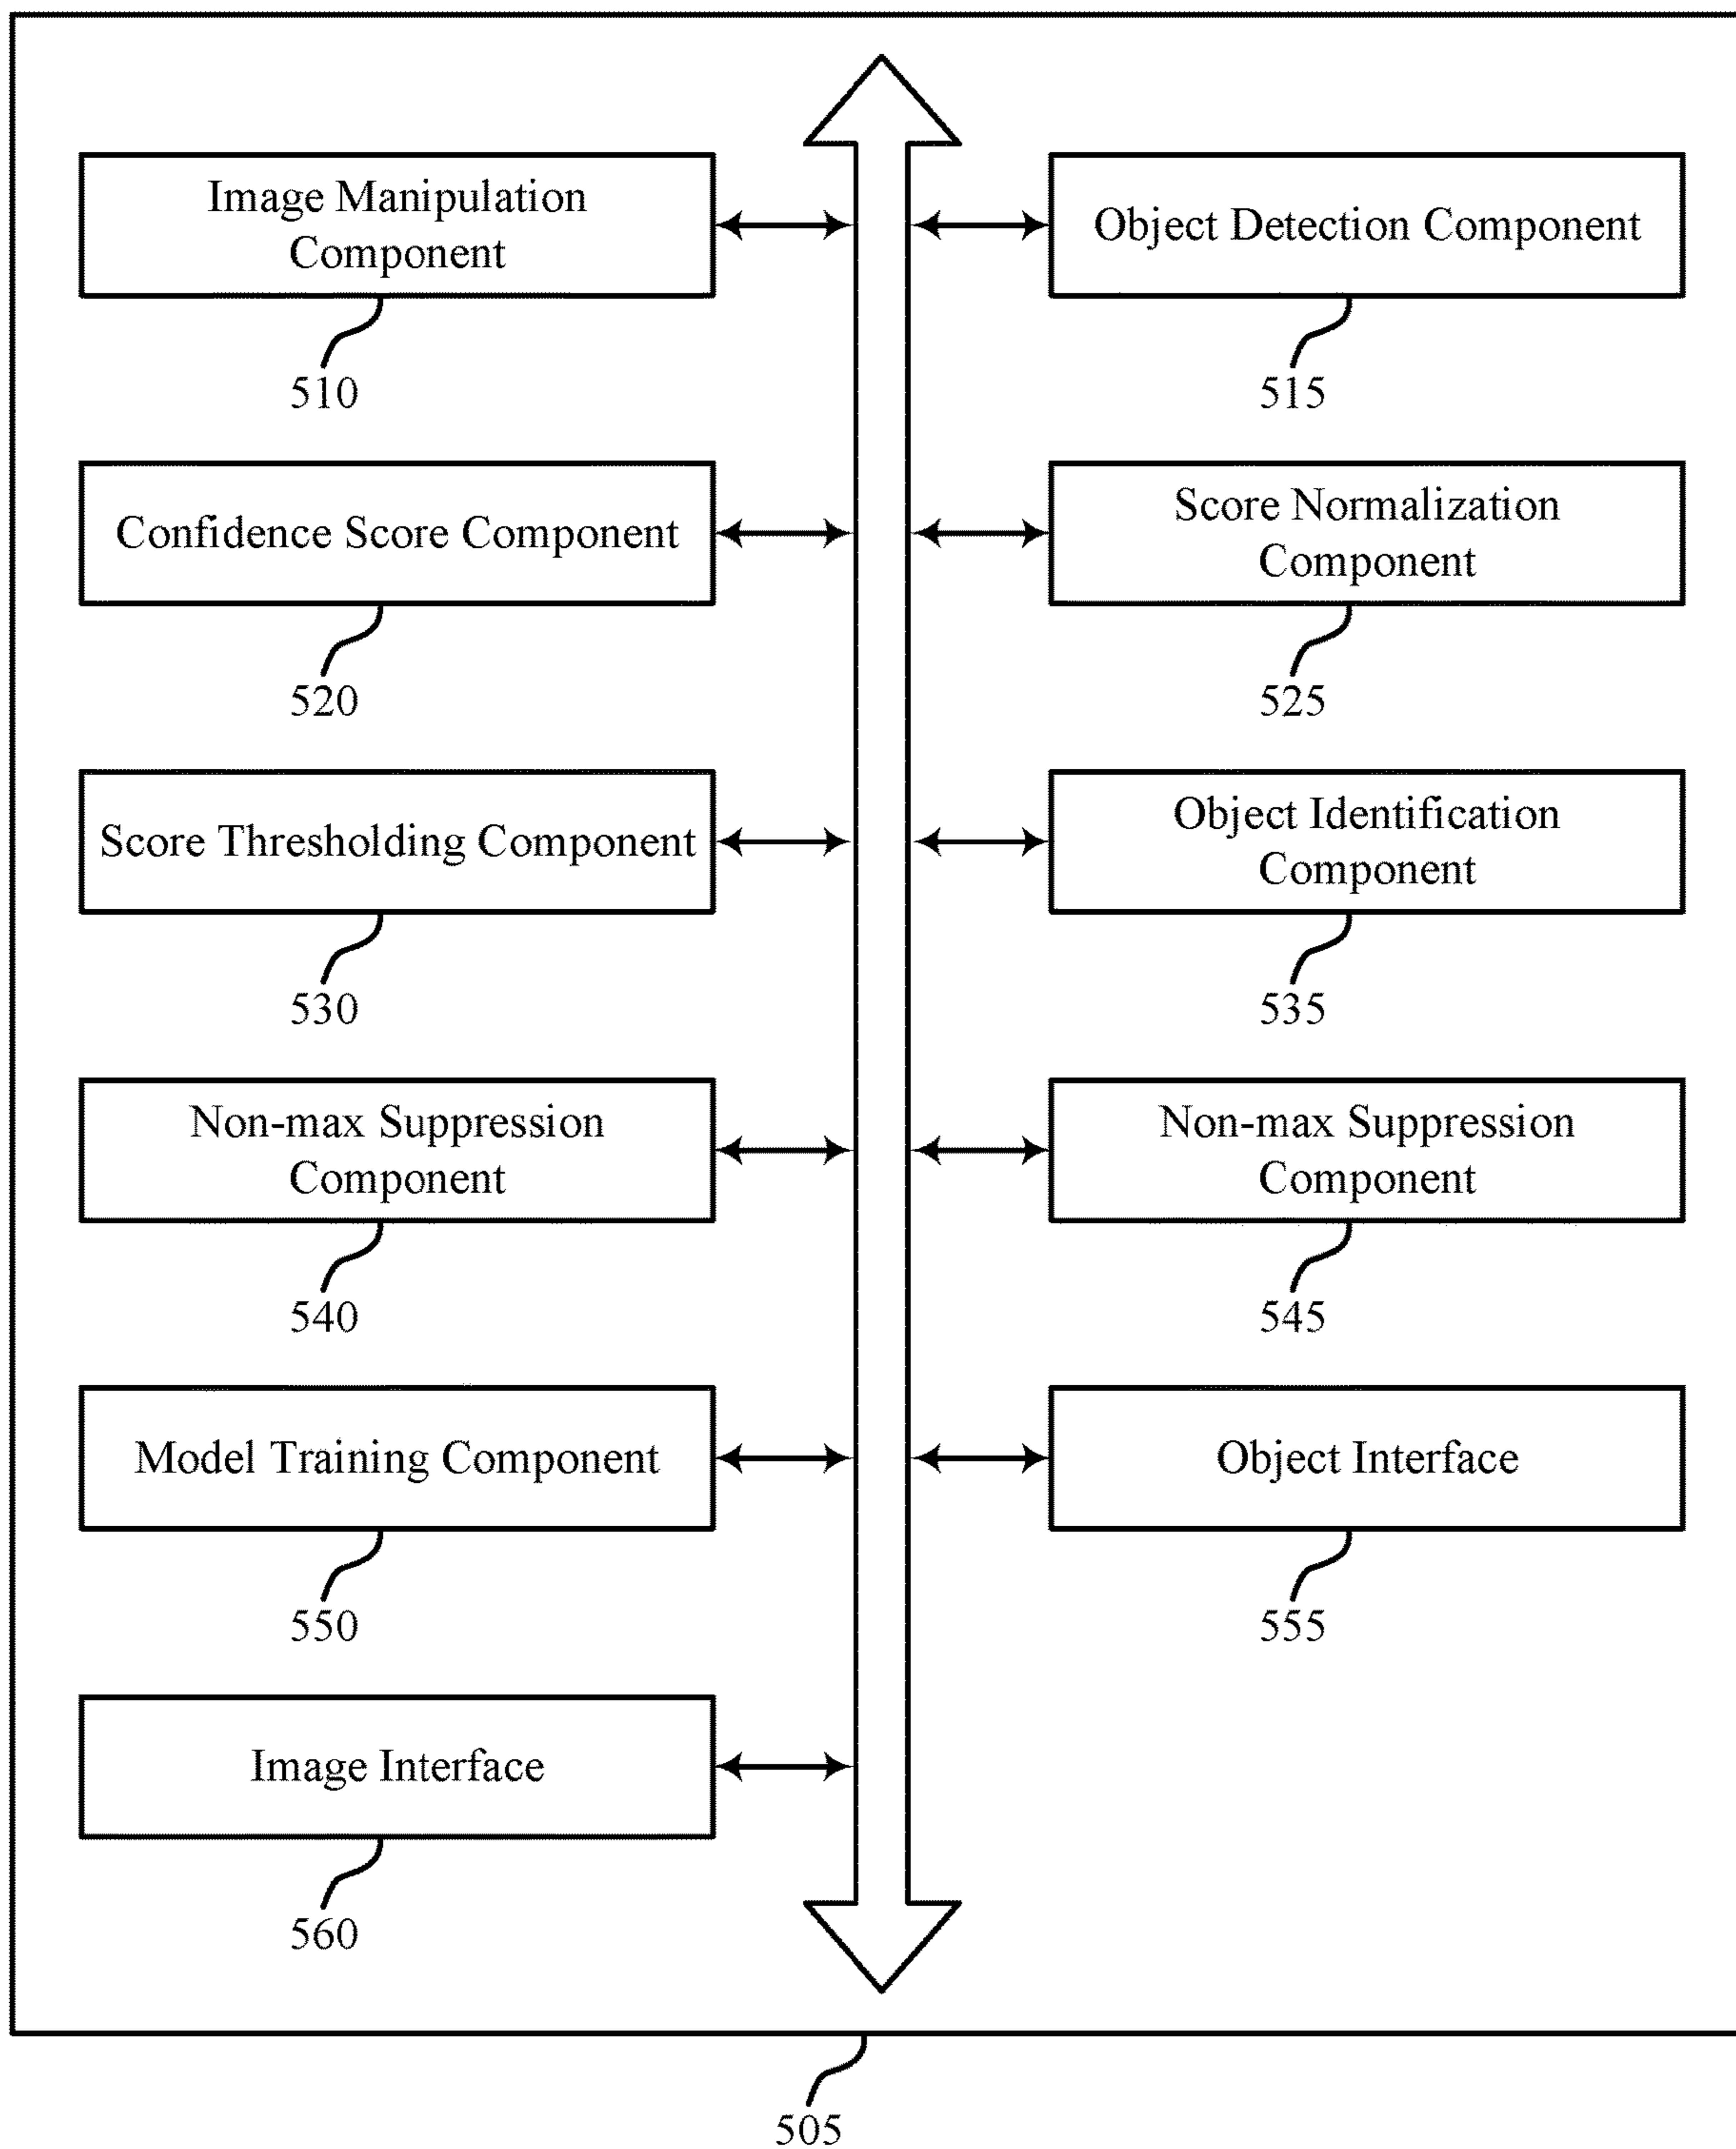 Image Manipulation
Component
510
Object Detection Component
515
Confidence Score Component
520
Score Normalization
Component
525
Score Thresholding Component
530
Object Identification
Component
535
Non-max Suppression
Component
540
Non-max Suppression
Component
545
Model Training Component
550
Object Interface
555
Image Interface
560
505